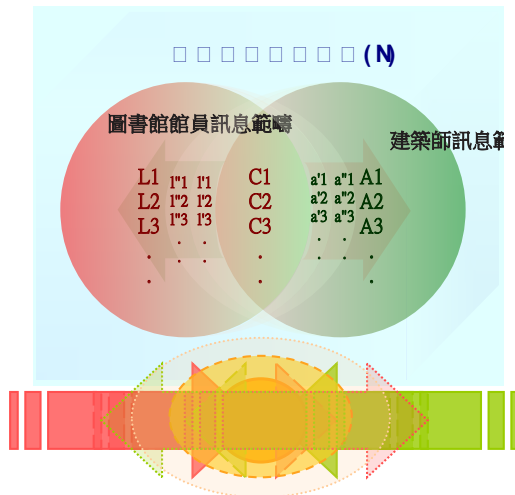 □□□□□□□□(N)
圖書館館員訊息範疇
建築師訊息範
L1 l"1 l'1 C1 a'1 a"1 A1
L2 l"2 l'2 C2 a'2 a"2 A2
L3 l"3 l'3 C3 a'3 a"3 A3
. . . . . . .
. . . . . . .